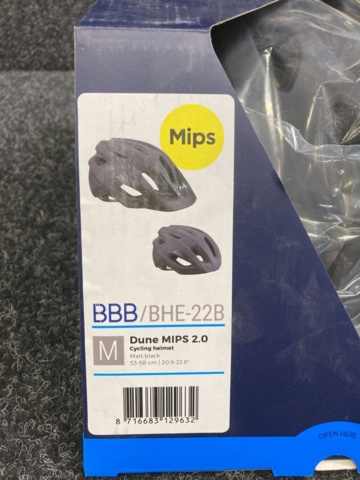 Mips
BBB/BHE-22B
M
Dune MIPS 2.0
Cycling helmet
Matt black
53-58 cm | 20.9-22.8"
8 716683 129632
OPEN HERE